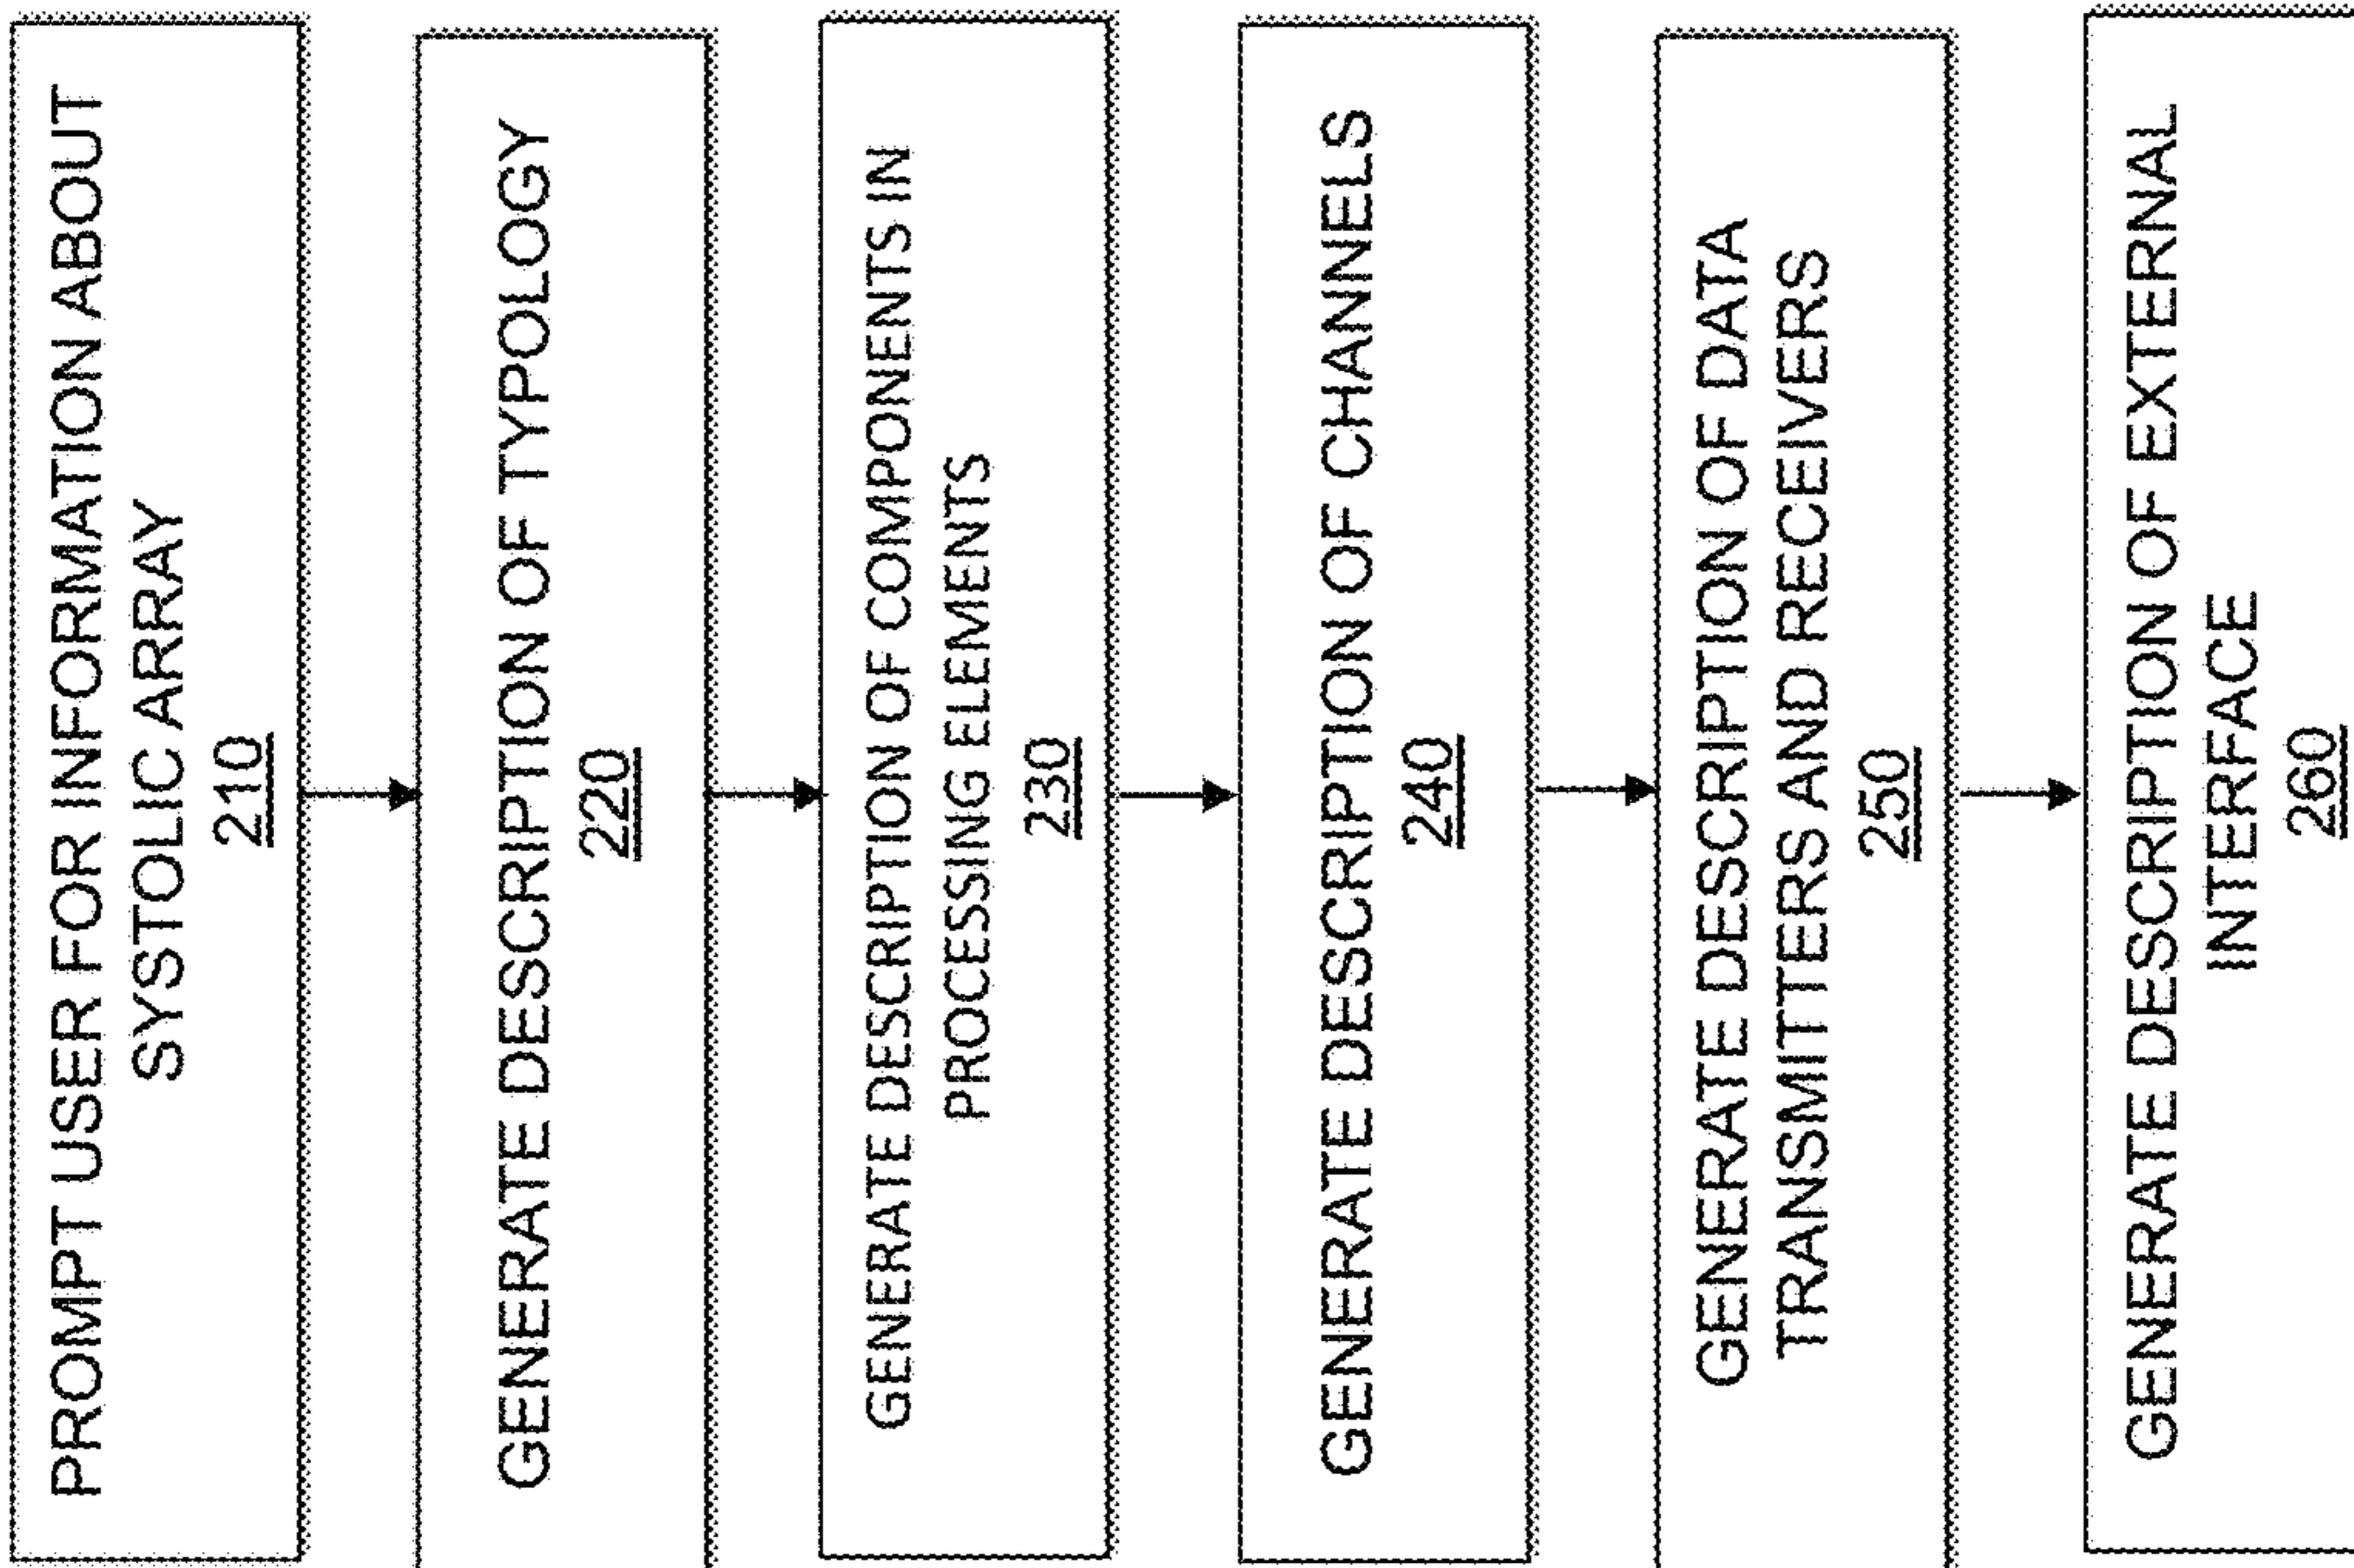 PROMPT USER FOR INFORMATION ABOUT
SYSTOLIC ARRAY
210
GENERATE DESCRIPTION OF TYPOLOGY
220
GENERATE DESCRIPTION OF COMPONENTS IN
PROCESSING ELEMENTS
230
GENERATE DESCRIPTION OF CHANNELS
240
GENERATE DESCRIPTION OF DATA
TRANSMITTERS AND RECEIVERS
250
GENERATE DESCRIPTION OF EXTERNAL
INTERFACE
260